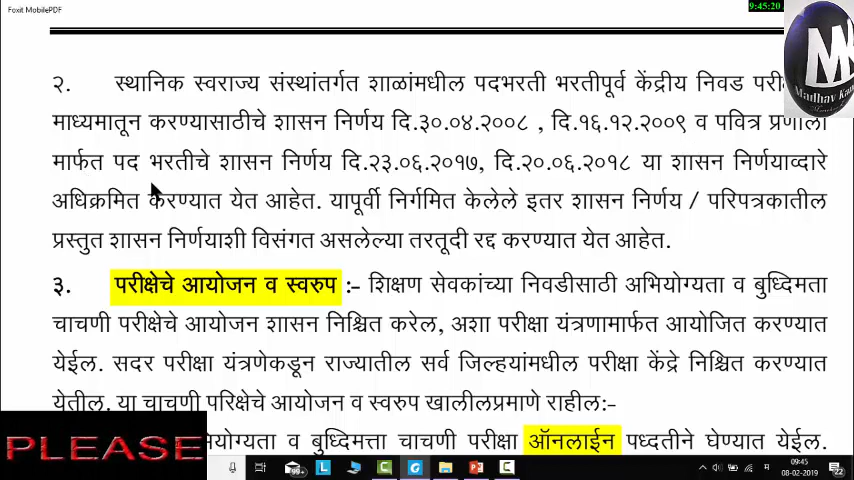 Foxit MobilePDF
9:45:20
२. स्थानिक स्वराज्य संस्थांतर्गत शाळांमधील पदभरती भरतीपूर्व केंद्रीय निवड
माध्यमातून करण्यासाठीचे शासन निर्णय दि.३०.०४.२००८ , दि.१६.१२.२००९ व पवित्र प्रणाली
मार्फत पद भरतीचे शासन निर्णय दि.२३.०६.२०१७, दि.२०.०६.२०१८ या शासन निर्णयाव्दारे
अधिक्रमित करण्यात येत आहेत. यापूर्वी निर्गमित केलेले इतर शासन निर्णय / परिपत्रकातील
प्रस्तुत शासन निर्णयाशी विसंगत असलेल्या तरतूदी रद्द करण्यात येत आहेत.
३. परीक्षेचे आयोजन व स्वरुप :- शिक्षण सेवकांच्या निवडीसाठी अभियोग्यता व बुध्दिमता
चाचणी परीक्षेचे आयोजन शासन निश्चित करेल, अशा परीक्षा यंत्रणामार्फत आयोजित करण्यात
येईल. सदर परीक्षा यंत्रणेकडून राज्यातील सर्व जिल्हयांमधील परीक्षा केंद्रे निश्चित करण्यात
येतील. या चाचणी परिक्षेचे आयोजन व स्वरुप खालीलप्रमाणे राहील:-
व बुध्दिमत्ता चाचणी परीक्षा ऑनलाईन पध्दतीने घेण्यात येईल.
PLEASE
99+
म
09:45
08-02-2019
22
MK
Madhav